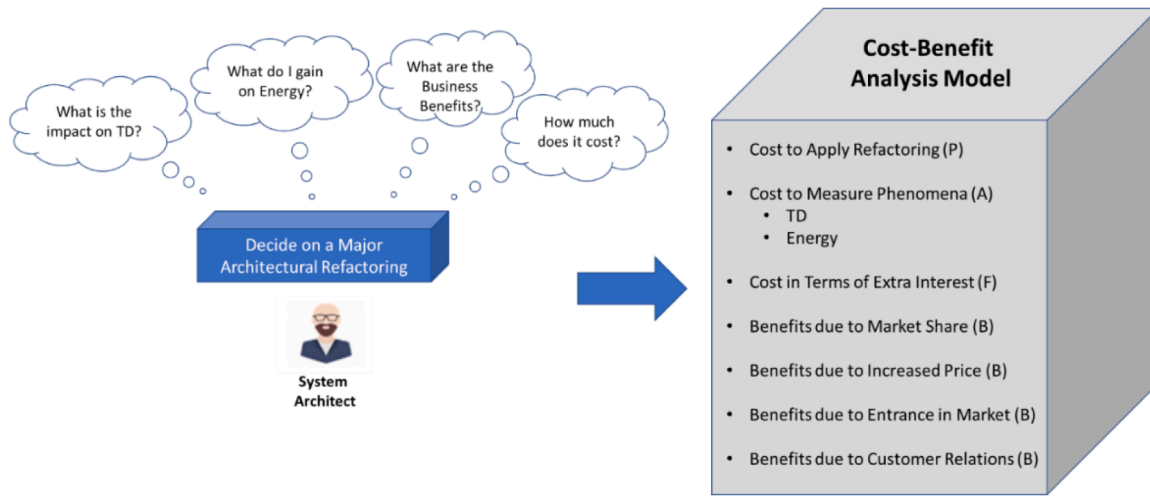 What is the
impact on TD?
What do I gain
on Energy?
What are the
Business
Benefits?
How much
does it cost?
Decide on a Major
Architectural Refactoring
System
Architect
Cost-Benefit
Analysis Model
• Cost to Apply Refactoring (P)
• Cost to Measure Phenomena (A)
• TD
• Energy
• Cost in Terms of Extra Interest (F)
• Benefits due to Market Share (B)
• Benefits due to Increased Price (B)
• Benefits due to Entrance in Market (B)
• Benefits due to Customer Relations (B)